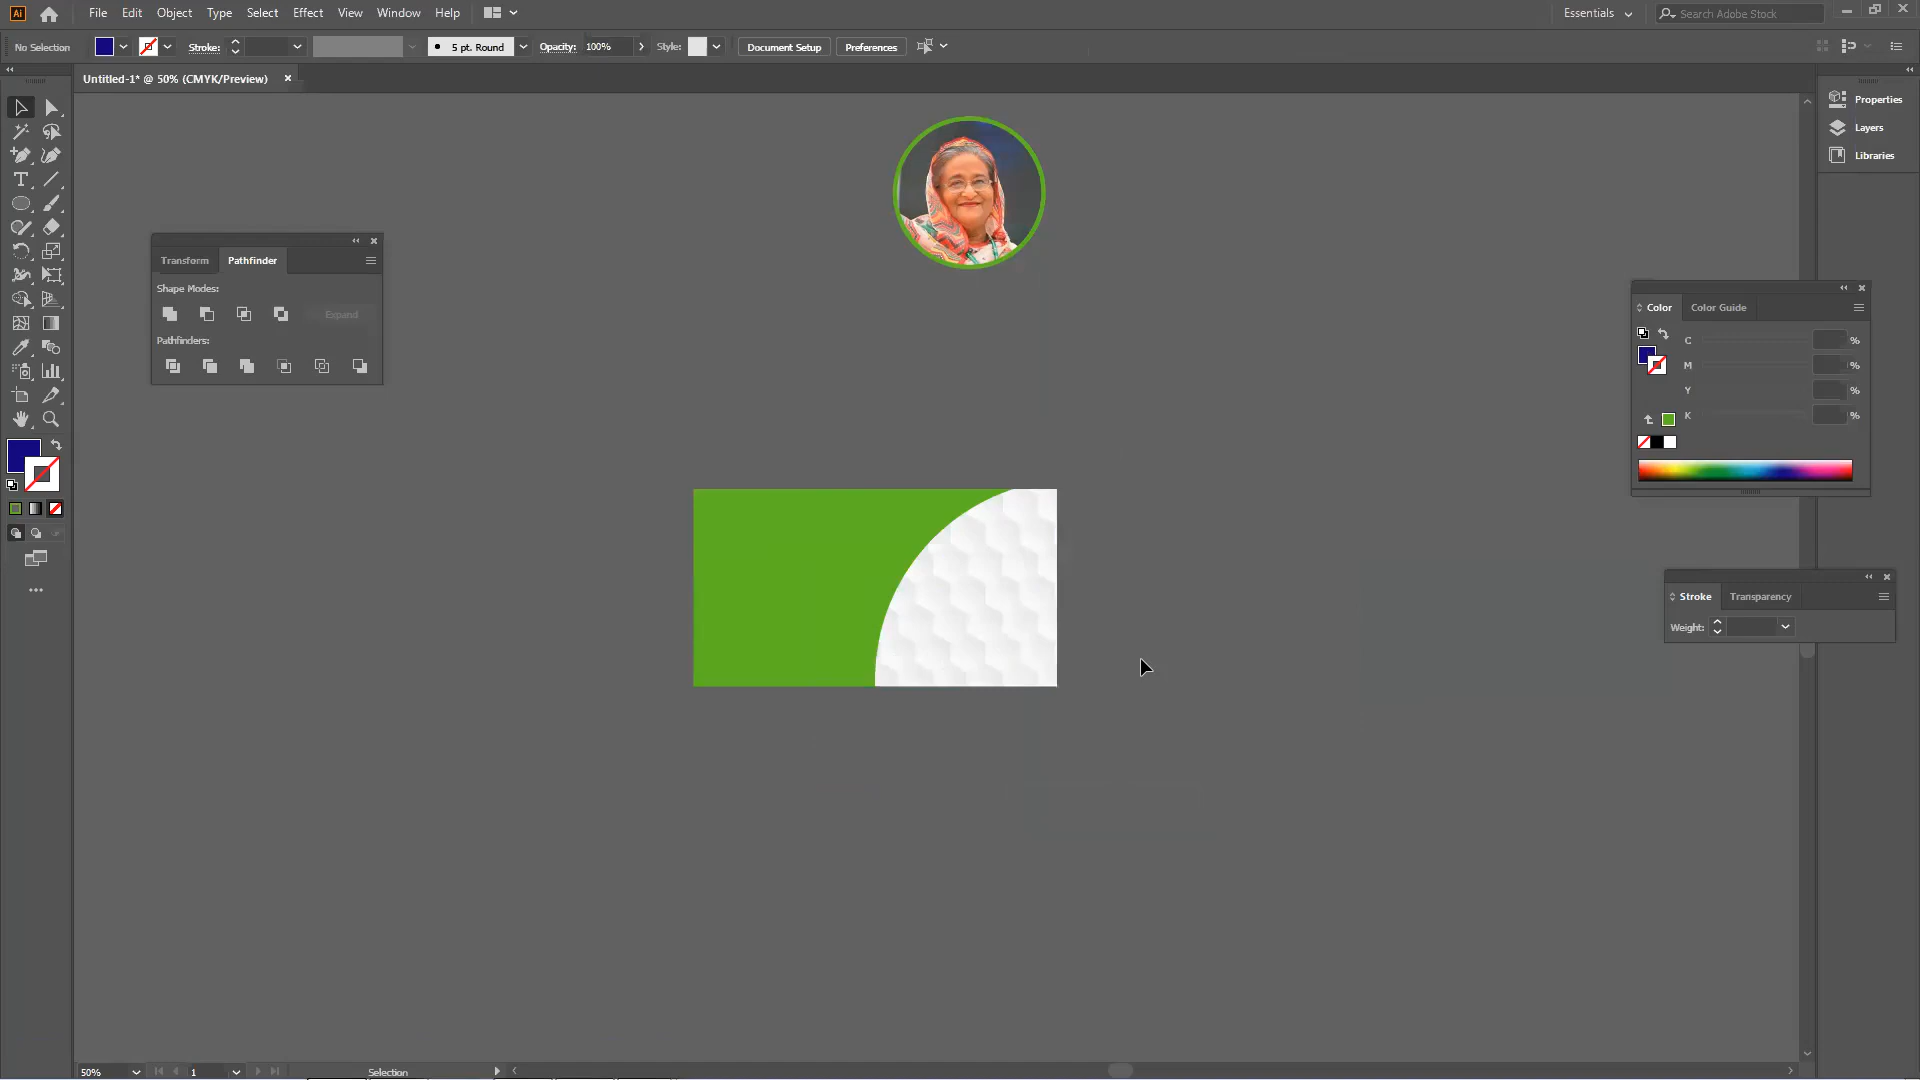 Ai File Edit Object Type Select Effect View Window Help Essentials Search Adobe Stock
No Selection Stroke: 5 pt. Round Opacity: 100% Style: Document Setup Preferences
Untitled-1* @ 50% (CMYK/Preview)
Properties
Layers
Libraries
Transform Pathfinder
Shape Modes:
Expand
Pathfinders:
Color Color Guide
C %
M %
Y %
K %
Stroke Transparency
Weight:
50% 1 Selection